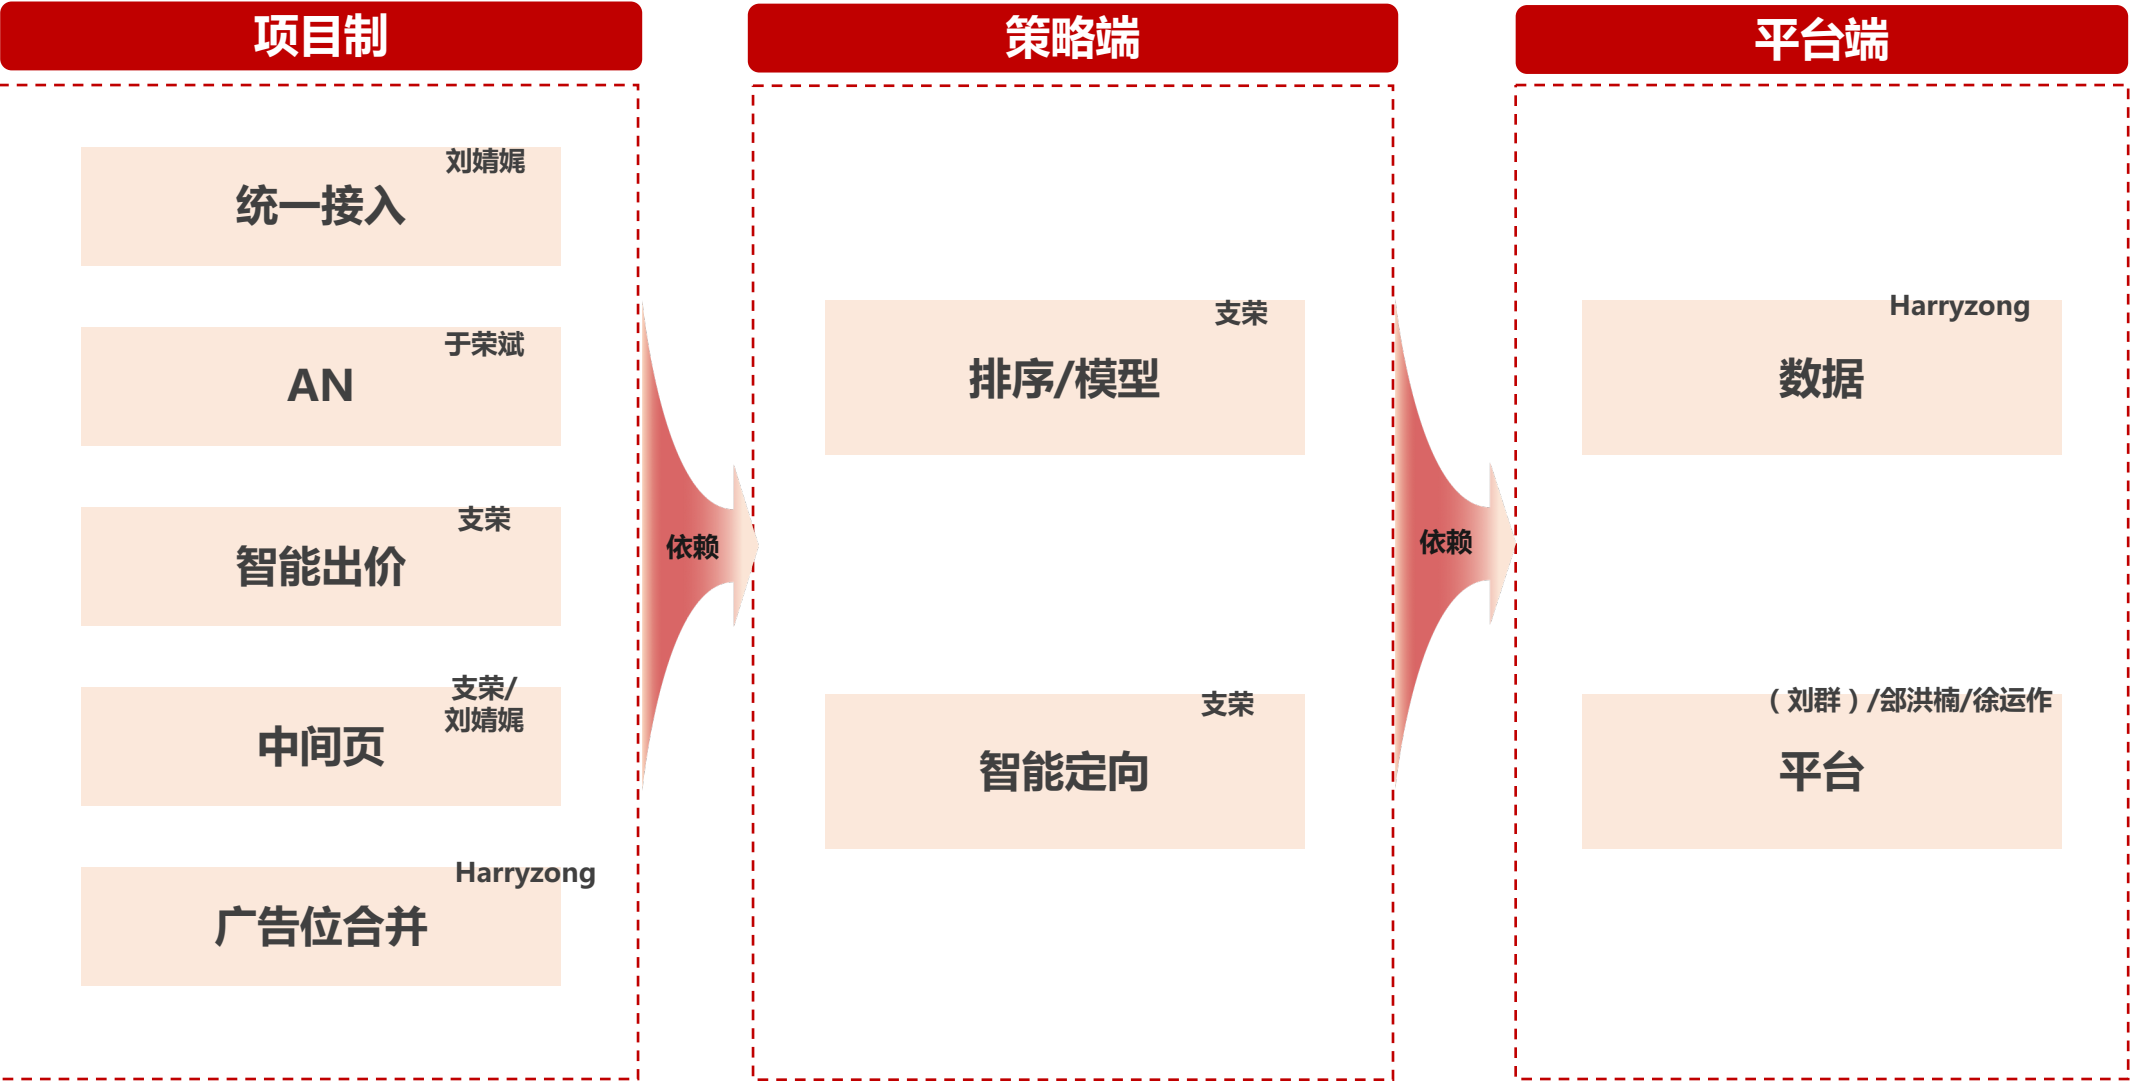 项目制
刘婧娓
统一接入
于荣斌
AN
支荣
智能出价
支荣/
刘婧娓
中间页
Harryzong
广告位合并
依赖
策略端
支荣
排序/模型
支荣
智能定向
依赖
平台端
Harryzong
数据
（刘群）/郐洪楠/徐运作
平台